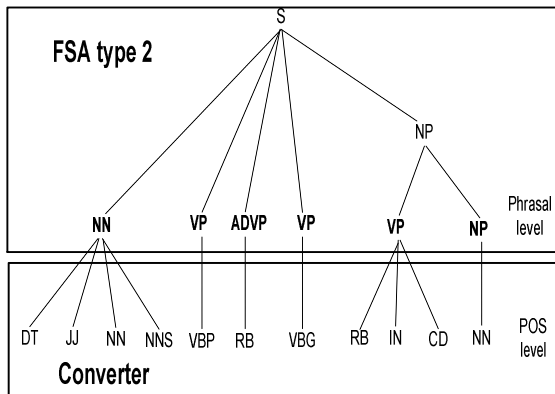 S
FSA type 2
NP
Phrasal
level
NN VP ADVP VP VP NP
DT JJ NN NNS VBP RB VBG RB IN CD NN
POS
level
Converter